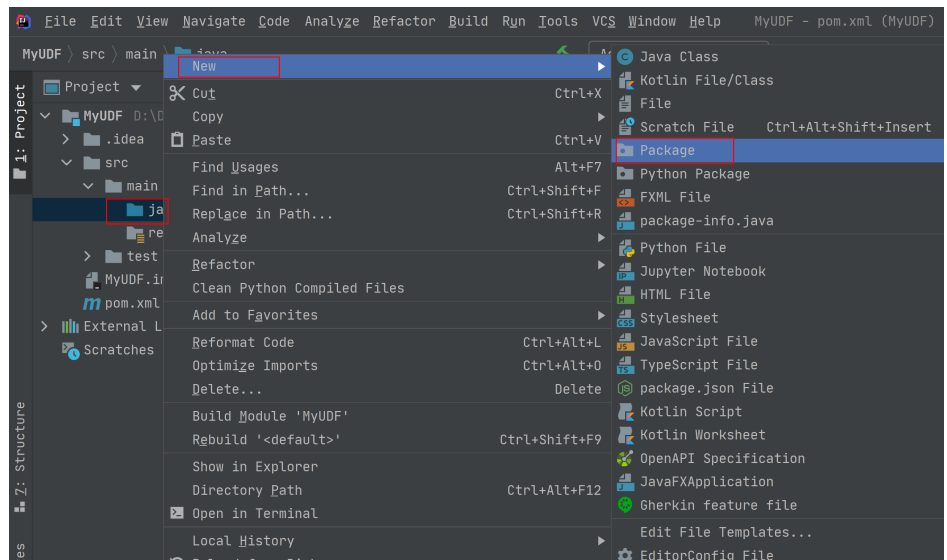 File Edit View Navigate Code Analyze Refactor Build Run Tools VCS Window Help MyUDF - pom.xml (MyUDF)
MyUDF src main java
1: Project
Project
MyUDF D:\D
.idea
src
main
ja
re
test
MyUDF.im
pom.xml
External L
Scratches
Z: Structure
es
New
Cut Ctrl+X
Copy
Paste Ctrl+V
Find Usages Alt+F7
Find in Path... Ctrl+Shift+F
Replace in Path... Ctrl+Shift+R
Analyze
Refactor
Clean Python Compiled Files
Add to Favorites
Reformat Code Ctrl+Alt+L
Optimize Imports Ctrl+Alt+O
Delete... Delete
Build Module 'MyUDF'
Rebuild '<default>' Ctrl+Shift+F9
Show in Explorer
Directory Path Ctrl+Alt+F12
Open in Terminal
Local History
Java Class
Kotlin File/Class
File
Scratch File Ctrl+Alt+Shift+Insert
Package
Python Package
FXML File
package-info.java
Python File
Jupyter Notebook
HTML File
Stylesheet
JavaScript File
TypeScript File
package.json File
Kotlin Script
Kotlin Worksheet
OpenAPI Specification
JavaFXApplication
Gherkin feature file
Edit File Templates...
EditorConfig File